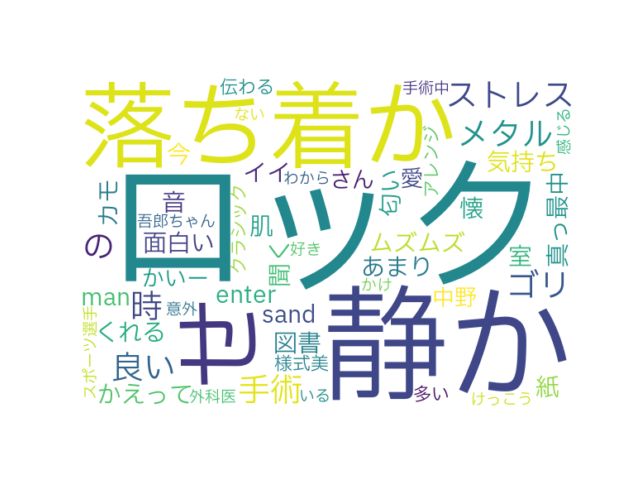 伝わる
手術中
落ち着か
ストレス
ない
感じる
今
メタル
アレンジ
気持ち
イイ
わから
さん
愛
カモ
音
ロック
匂い
懐
真っ最中
吾郎ちゃん
クラシック
肌
の
面白い
聞く
好き
ムズムズ
室
かいー
あまり
ゴリ
かけ
man
時
enter
中野
静か
意外
sand
セ
スポーツ選手
くれる
図書
良い
様式美
紙
かえって
外科医
手術
いる
多い
けっこう